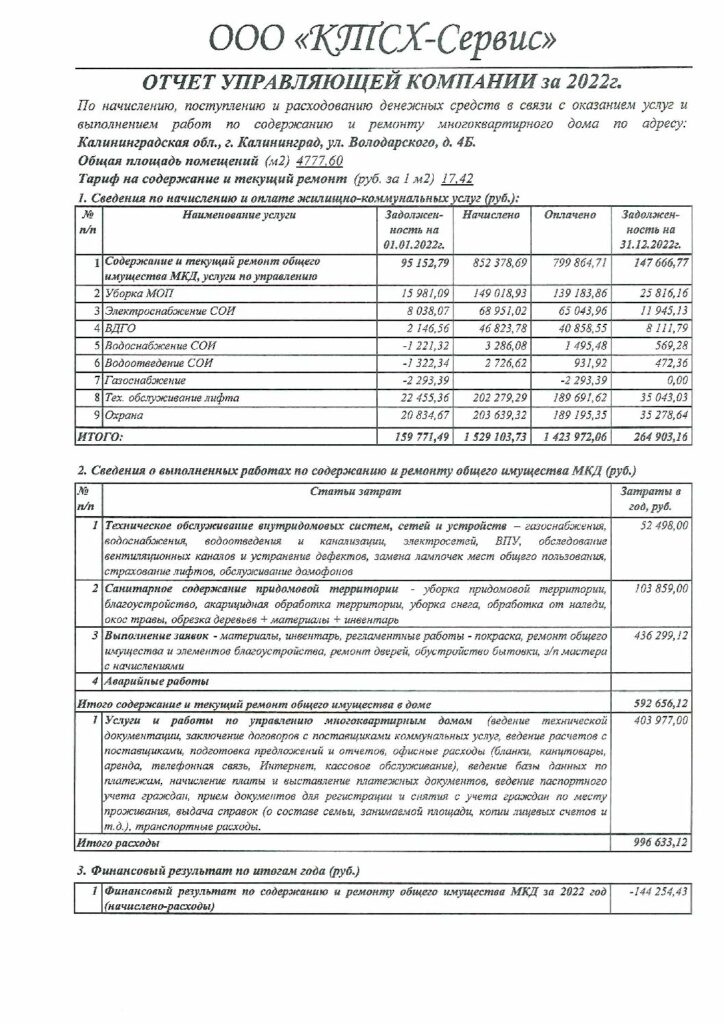 ООО «КТСХ-Сервис»
ОТЧЕТ УПРАВЛЯЮЩЕЙ КОМПАНИИ за 2022г.
По начислению, поступлению и расходованию денежных средств в связи с оказанием услуг и
выполнением работ по содержанию и ремонту многоквартирного дома по адресу:
Калининградская обл., г. Калининград, ул. Володарского, д. 4Б.
Общая площадь помещений (м2) 4777,60
Тариф на содержание и текущий ремонт (руб. за 1 м2) 17,42
1. Сведения по начислению и оплате жилищно-коммунальных услуг (руб.):
№ п/п Наименование услуги Задолжен-ность на 01.01.2022г. Начислено Оплачено Задолжен-ность на 31.12.2022г.
1 Содержание и текущий ремонт общего имущества МКД, услуги по управлению 95 152,79 852 378,69 799 864,71 147 666,77
2 Уборка МОП 15 981,09 149 018,93 139 183,86 25 816,16
3 Электроснабжение СОИ 8 038,07 68 951,02 65 043,96 11 945,13
4 ВДГО 2 146,56 46 823,78 40 858,55 8 111,79
5 Водоснабжение СОИ -1 221,32 3 286,08 1 495,48 569,28
6 Водоотведение СОИ -1 322,34 2 726,62 931,92 472,36
7 Газоснабжение -2 293,39 -2 293,39 0,00
8 Тех. обслуживание лифта 22 455,36 202 279,29 189 691,62 35 043,03
9 Охрана 20 834,67 203 639,32 189 195,35 35 278,64
ИТОГО: 159 771,49 1 529 103,73 1 423 972,06 264 903,16
2. Сведения о выполненных работах по содержанию и ремонту общего имущества МКД (руб.)
№ п/п Статьи затрат Затраты в год, руб.
1 Техническое обслуживание внутридомовых систем, сетей и устройств – газоснабжения, 52 498,00
водоснабжения, водоотведения и канализации, электросетей, ВПУ, обследование
вентиляционных каналов и устранение дефектов, замена лампочек мест общего пользования,
страхование лифтов, обслуживание домофонов
2 Санитарное содержание придомовой территории - уборка придомовой территории, 103 859,00
благоустройство, акарицидная обработка территории, уборка снега, обработка от наледи,
окос травы, обрезка деревьев + материалы + инвентарь
3 Выполнение заявок - материалы, инвентарь, регламентные работы - покраска, ремонт общего 436 299,12
имущества и элементов благоустройства, ремонт дверей, обустройство бытовки, з/п мастера
с начислениями
4 Аварийные работы
Итого содержание и текущий ремонт общего имущества в доме 592 656,12
1 Услуги и работы по управлению многоквартирным домом (ведение технической 403 977,00
документации, заключение договоров с поставщиками коммунальных услуг, ведение расчетов с
поставщиками, подготовка предложений и отчетов, офисные расходы (бланки, канцтовары,
аренда, телефонная связь, Интернет, кассовое обслуживание), ведение базы данных по
платежам, начисление платы и выставление платежных документов, ведение паспортного
учета граждан, прием документов для регистрации и снятия с учета граждан по месту
проживания, выдача справок (о составе семьи, занимаемой площади, копии лицевых счетов и
т.д.), транспортные расходы.
Итого расходы 996 633,12
3. Финансовый результат по итогам года (руб.)
1 Финансовый результат по содержанию и ремонту общего имущества МКД за 2022 год -144 254,43
(начислено-расходы)